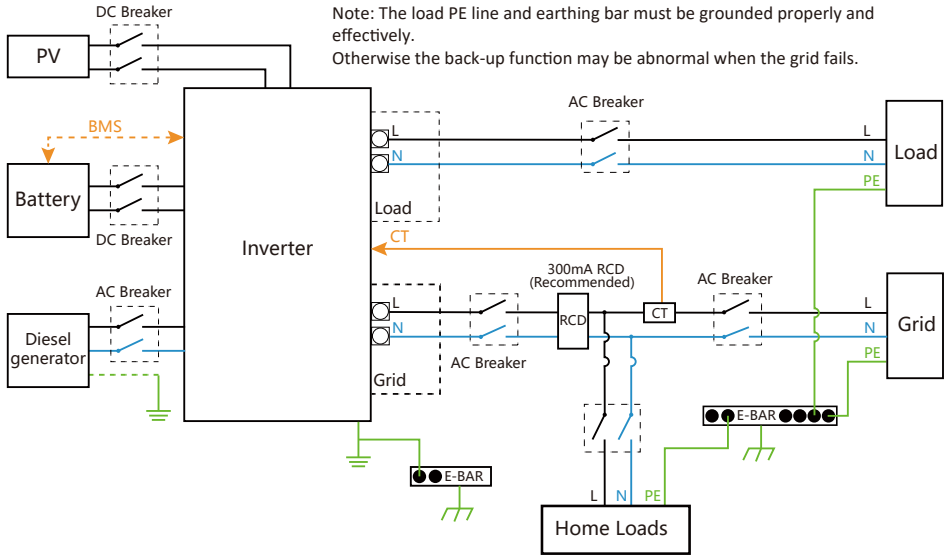 DC Breaker
Note: The load PE line and earthing bar must be grounded properly and
effectively.
Otherwise the back-up function may be abnormal when the grid fails.
PV
BMS
AC Breaker
L
N
L
N
PE
Load
Battery
Load
DC Breaker
CT
Inverter
300mA RCD
(Recommended)
AC Breaker
AC Breaker
L
N
RCD
CT
L
N
PE
Grid
Diesel
generator
AC Breaker
Grid
E-BAR
E-BAR
L
N
PE
Home Loads